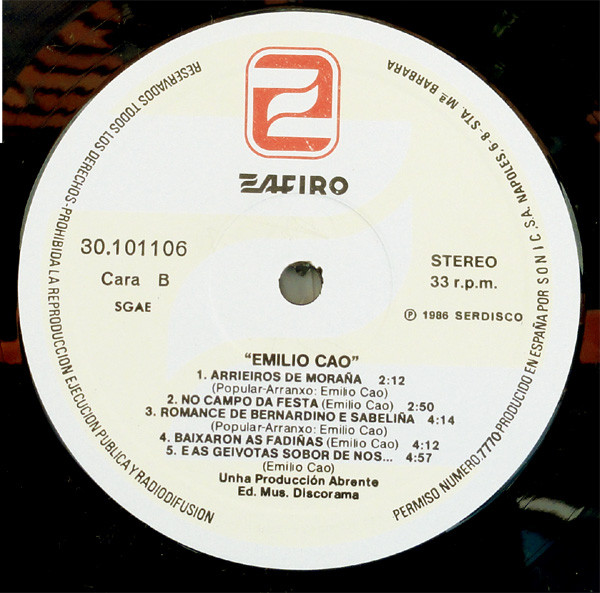 RESERVADOS TODOS LOS DERECHOS-PROHIBIDA LA REPRODUCCION EJECUCION PUBLICA Y RADIODIFUSION
PERMISO NUMERO 7770-PRODUCIDO EN ESPAÑA POR SONIC, S.A. NAPOLES, 6-8-STA. Mª BARBARA
ZAFIRO
30.101106
Cara B
SGAE
STEREO
33 r.p.m.
Ⓟ 1986 SERDISCO
"EMILIO CAO"
1. ARRIEIROS DE MORAÑA 2:12
(Popular-Arranxo: Emilio Cao)
2. NO CAMPO DA FESTA (Emilio Cao) 2:50
3. ROMANCE DE BERNARDINO E SABELIÑA 4:14
(Popular-Arranxo: Emilio Cao)
4. BAIXARON AS FADIÑAS (Emilio Cao) 4:12
5. E AS GEIVOTAS SOBOR DE NOS... 4:57
(Emilio Cao)
Unha Producción Abrente
Ed. Mus. Discorama